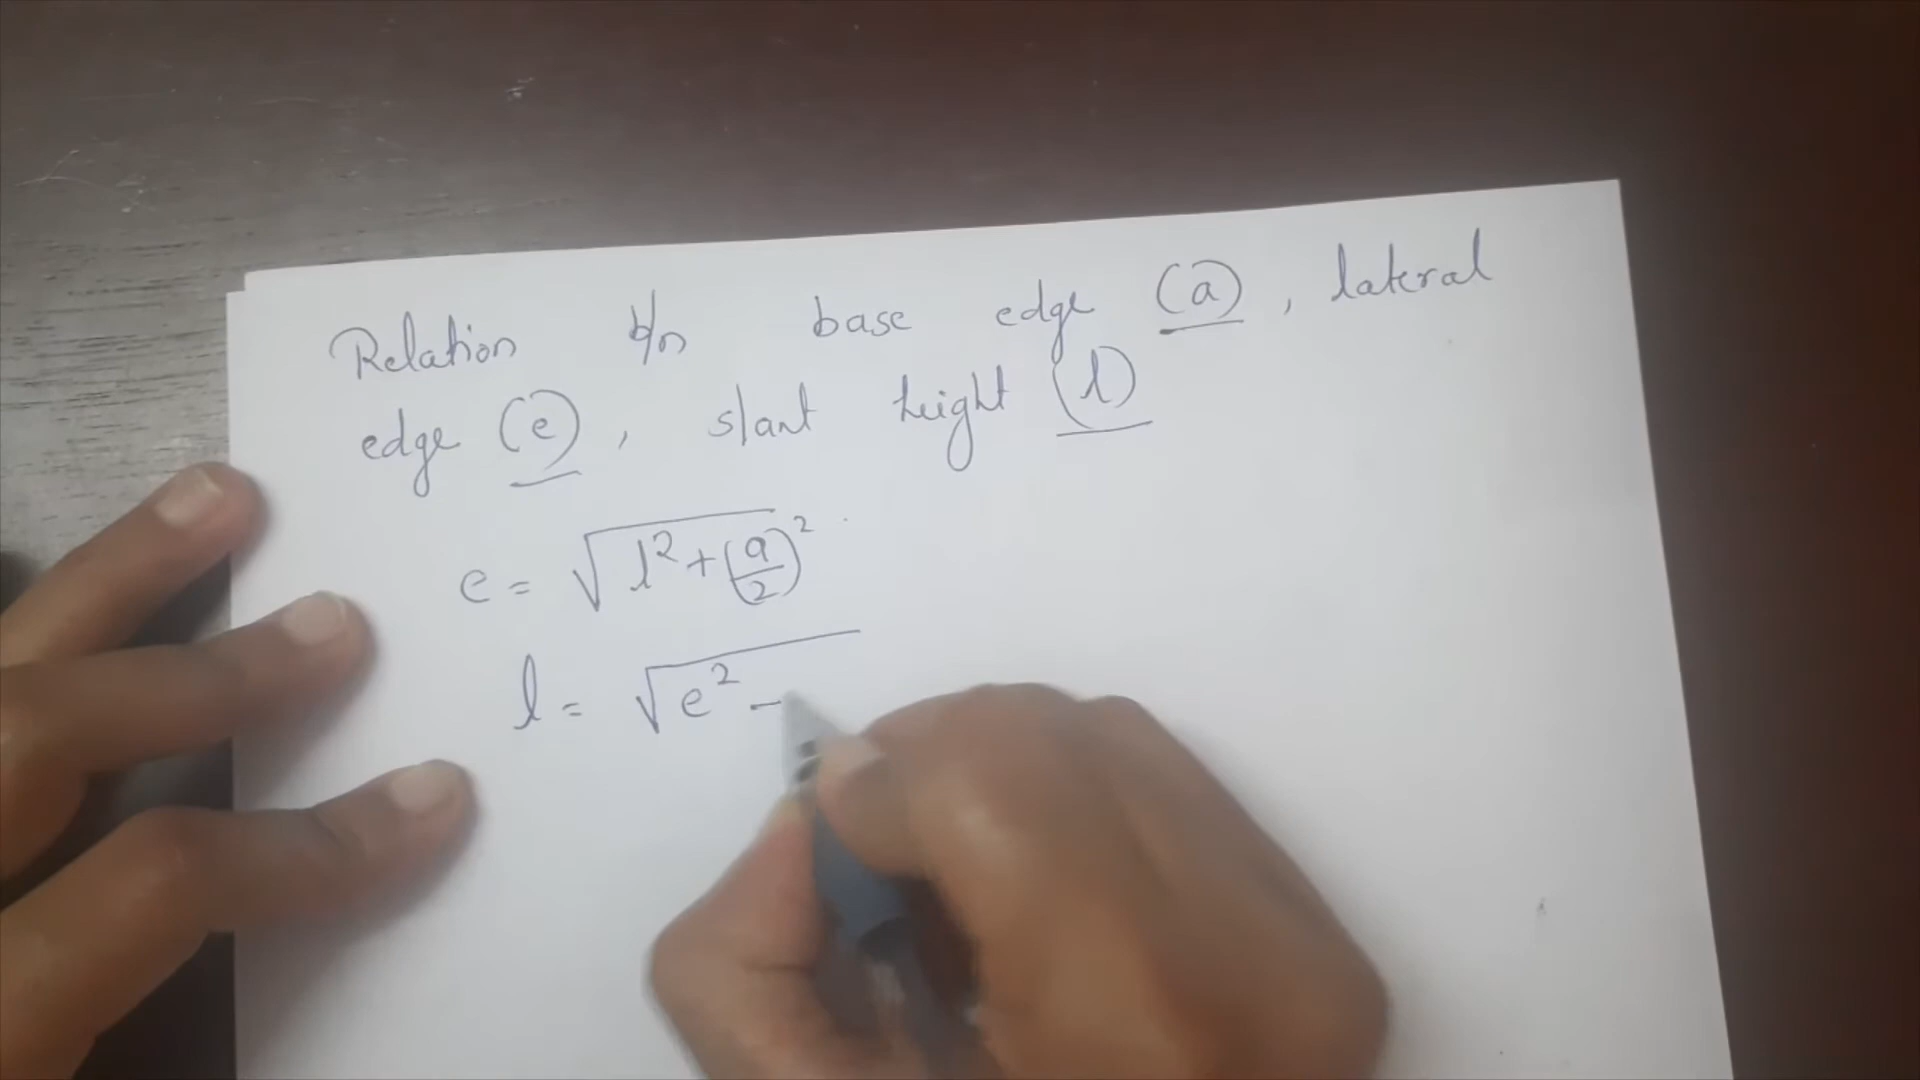 Relation b/n base edge (a), lateral
edge (e), slant height (l)
e = √(l² + (a/2)²)
l = √(e² -